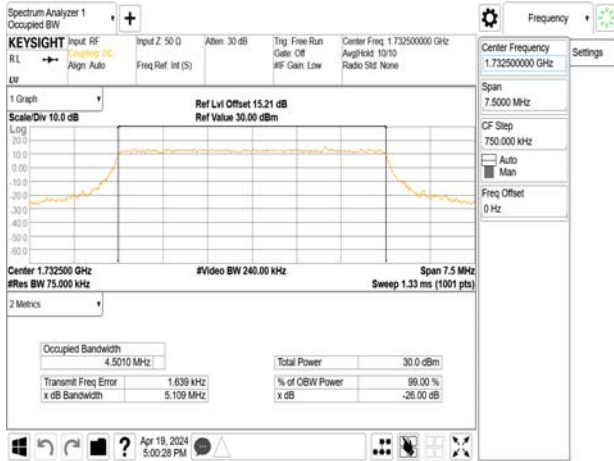 Spectrum Analyzer 1
Occupied BW
Frequency
KEYSIGHT
RL
Input: RF
Coupling: DC
Align: Auto
Input Z: 50 Ω
Freq Ref: Int (S)
Atten: 30 dB
Trig: Free Run
Gate: Off
#IF Gain: Low
Center Freq: 1.732500000 GHz
Avg|Hold: 10/10
Radio Std: None
Center Frequency
1.732500000 GHz
Settings
Span
7.5000 MHz
CF Step
750.000 kHz
Auto
Man
Freq Offset
0 Hz
1 Graph
Scale/Div 10.0 dB
Ref Lvl Offset 15.21 dB
Ref Value 30.00 dBm
Log
20.0
10.0
0.00
-10.0
-20.0
-30.0
-40.0
-50.0
-60.0
Center 1.732500 GHz
#Video BW 240.00 kHz
Span 7.5 MHz
#Res BW 75.000 kHz
Sweep 1.33 ms (1001 pts)
2 Metrics
Occupied Bandwidth
4.5010 MHz
Total Power 30.0 dBm
Transmit Freq Error 1.639 kHz
% of OBW Power 99.00 %
x dB Bandwidth 5.109 MHz
x dB -26.00 dB
?
Apr 19, 2024
5:00:28 PM